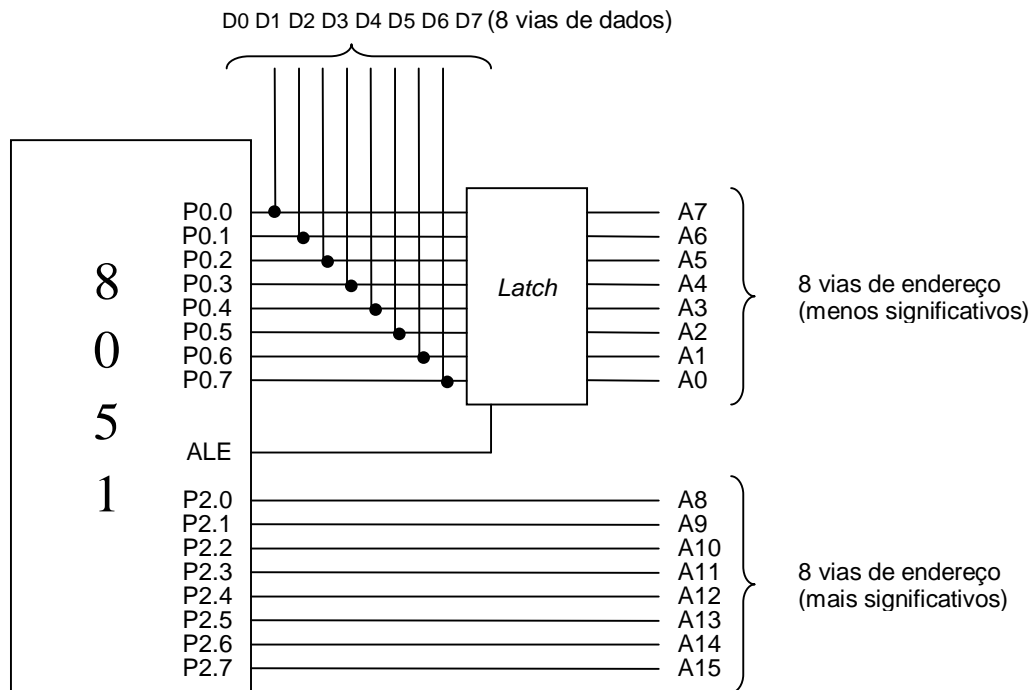 D0 D1 D2 D3 D4 D5 D6 D7 (8 vias de dados)
P0.0
P0.1
P0.2
P0.3
P0.4
P0.5
P0.6
P0.7
ALE
P2.0
P2.1
P2.2
P2.3
P2.4
P2.5
P2.6
P2.7
8
0
5
1
Latch
A7
A6
A5
A4
A3
A2
A1
A0
8 vias de endereço
(menos significativos)
A8
A9
A10
A11
A12
A13
A14
A15
8 vias de endereço
(mais significativos)